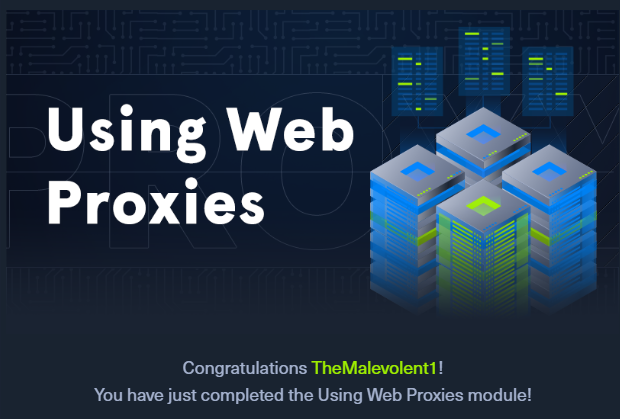 Using Web
Proxies
Congratulations TheMalevolent1!
You have just completed the Using Web Proxies module!